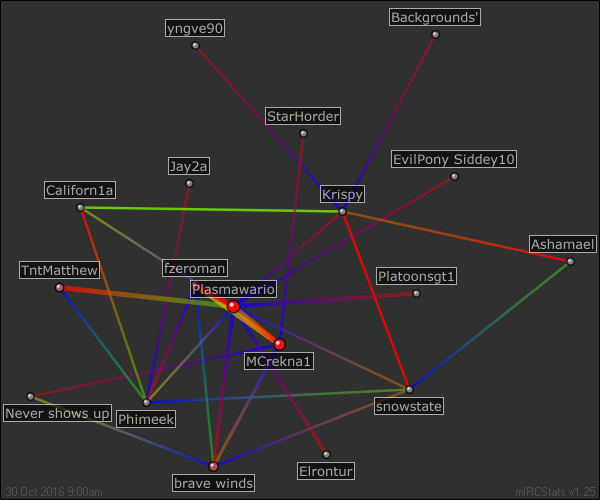 yngve90
Backgrounds'
StarHorder
EvilPony Siddey10
Jay2a
Californ1a
Krispy
Ashamael
TntMatthew
fzeroman
Plasmawario
Platoonsgt1
MCrekna1
Never shows up
Phimeek
snowstate
brave winds
Elrontur
30 Oct 2016 9:00am
mIRCStats v1.25